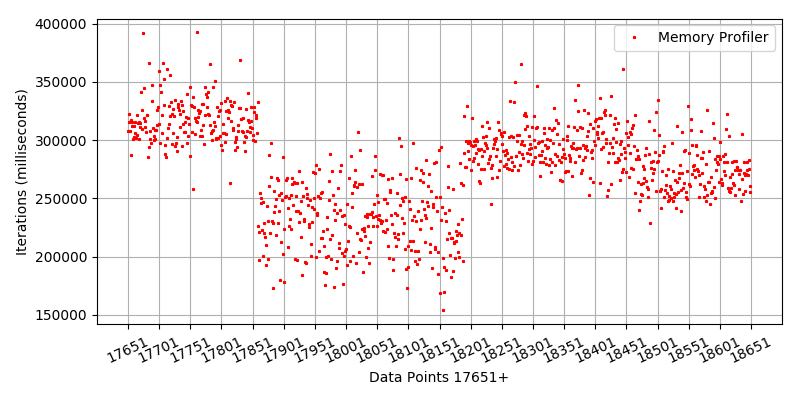 400000
350000
300000
250000
200000
150000
Iterations (milliseconds)
Memory Profiler
17651 17701 17751 17801 17851 17901 17951 18001 18051 18101 18151 18201 18251 18301 18351 18401 18451 18501 18551 18601 18651
Data Points 17651+